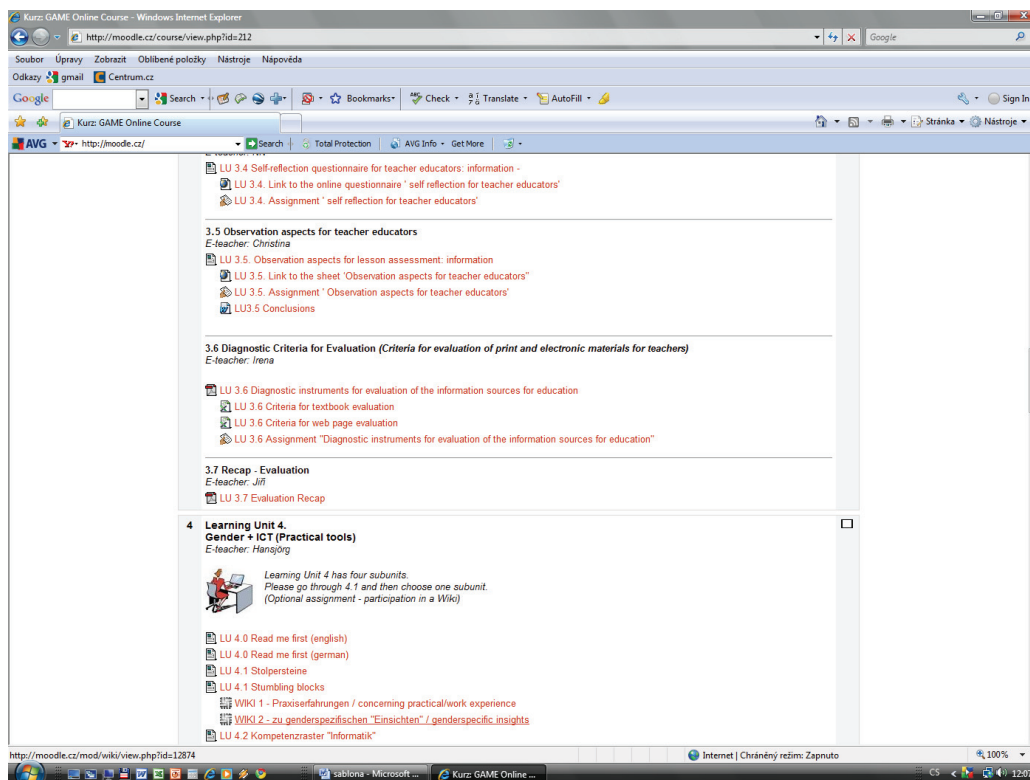 Kurz: GAME Online Course - Windows Internet Explorer
http://moodle.cz/course/view.php?id=212
Google
Soubor Úpravy Zobrazit Oblíbené položky Nástroje Nápověda
Odkazy gmail Centrum.cz
Google Search Bookmarks Check Translate AutoFill Sign In
Kurz: GAME Online Course Stránka Nástroje
AVG http://moodle.cz/ Search Total Protection AVG Info Get More
LU 3.4 Self-reflection questionnaire for teacher educators: information -
LU 3.4. Link to the online questionnaire ' self reflection for teacher educators'
LU 3.4. Assignment ' self reflection for teacher educators'
3.5 Observation aspects for teacher educators
E-teacher: Christina
LU 3.5. Observation aspects for lesson assessment: information
LU 3.5. Link to the sheet 'Observation aspects for teacher educators"
LU 3.5. Assignment ' Observation aspects for teacher educators'
LU3.5 Conclusions
3.6 Diagnostic Criteria for Evaluation (Criteria for evaluation of print and electronic materials for teachers)
E-teacher: Irena
LU 3.6 Diagnostic instruments for evaluation of the information sources for education
LU 3.6 Criteria for textbook evaluation
LU 3.6 Criteria for web page evaluation
LU 3.6 Assignment "Diagnostic instruments for evaluation of the information sources for education"
3.7 Recap - Evaluation
E-teacher: Jiří
LU 3.7 Evaluation Recap
4 Learning Unit 4.
Gender + ICT (Practical tools)
E-teacher: Hansjörg
Learning Unit 4 has four subunits.
Please go through 4.1 and then choose one subunit.
(Optional assignment - participation in a Wiki)
LU 4.0 Read me first (english)
LU 4.0 Read me first (german)
LU 4.1 Stolpersteine
LU 4.1 Stumbling blocks
WIKI 1 - Praxiserfahrungen / concerning practical/work experience
WIKI 2 - zu genderspezifischen "Einsichten" / genderspecific insights
LU 4.2 Kompetenzraster "Informatik"
http://moodle.cz/mod/wiki/view.php?id=12874 Internet | Chráněný režim: Zapnuto 100%
sablona - Microsoft ... Kurz: GAME Online ... CS 12:03